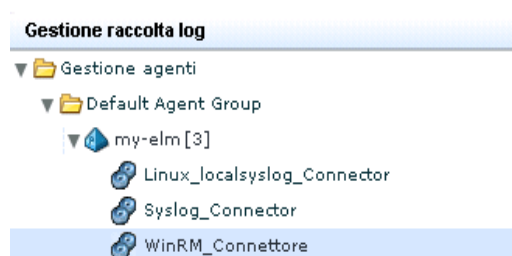 Gestione raccolta log
Gestione agenti
Default Agent Group
my-elm [3]
Linux_localsyslog_Connector
Syslog_Connector
WinRM_Connettore